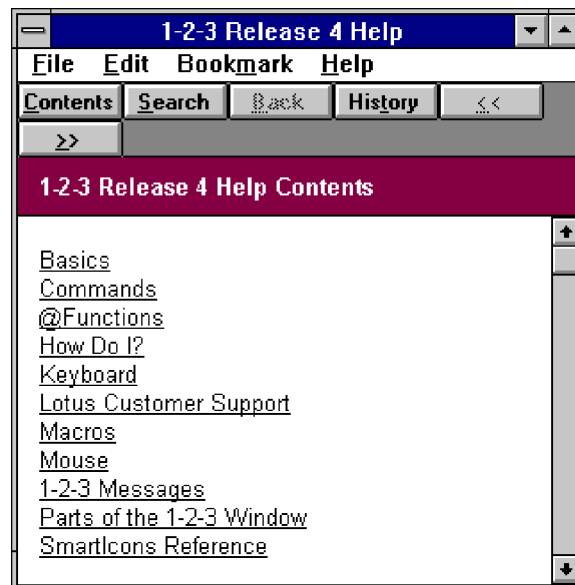 1-2-3 Release 4 Help
File Edit Bookmark Help
Contents Search Back History <<
>>
1-2-3 Release 4 Help Contents
Basics
Commands
@Functions
How Do I?
Keyboard
Lotus Customer Support
Macros
Mouse
1-2-3 Messages
Parts of the 1-2-3 Window
SmartIcons Reference